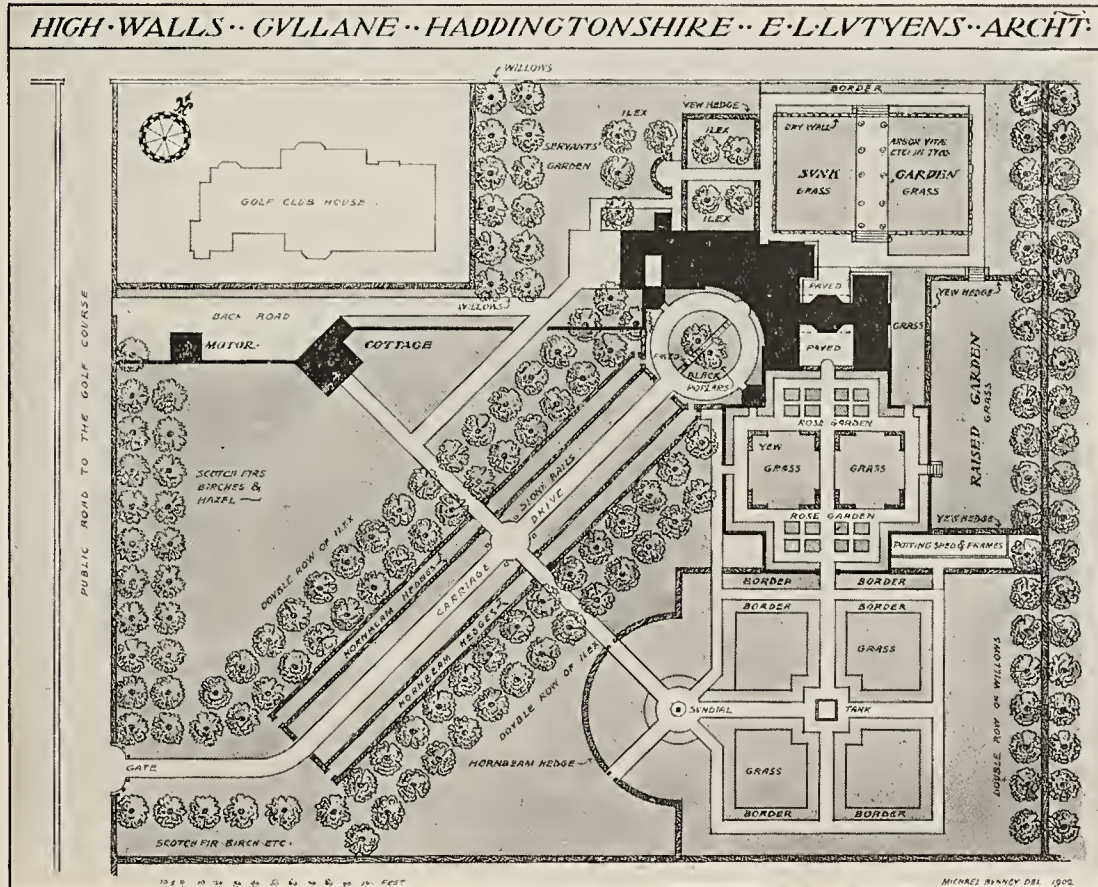 HIGH·WALLS··GVLLANE··HADDINGTONSHIRE··E·L·LVTYENS··ARCHT·
WILLOWS
ILEX
YEW HEDGE
ILEX
BORDER
DRY WALL
ARBOR VITÆ
SERVANTS'
GARDEN
SVNK
GRASS
GARDEN
GRASS
GOLF CLUB HOUSE
ILEX
PUBLIC ROAD TO THE GOLF COURSE
BACK ROAD
WILLOWS
PAVED
YEW HEDGE
MOTOR·
COTTAGE
GRASS
PAVED
PAVED
BLACK
POPLARS
RAISED GARDEN
GRASS
ROSE GARDEN
YEW
GRASS
GRASS
SCOTCH FIRS
BIRCHES &
HAZEL
STONE RAILS
CARRIAGE DRIVE
ROSE GARDEN
YEW HEDGE
POTTING SHED & FRAMES
DOUBLE ROW OF ILEX
HORNBEAM HEDGES
HORNBEAM HEDGES
DOVBLE ROW OF ILEX
BORDER
BORDER
BORDER
BORDER
GRASS
SUNDIAL
TANK
DOUBLE ROW OF WILLOWS
GATE
HORNBEAM HEDGE
GRASS
BORDER
BORDER
SCOTCH FIR·BIRCH·ETC·
FEET
DEL 1902